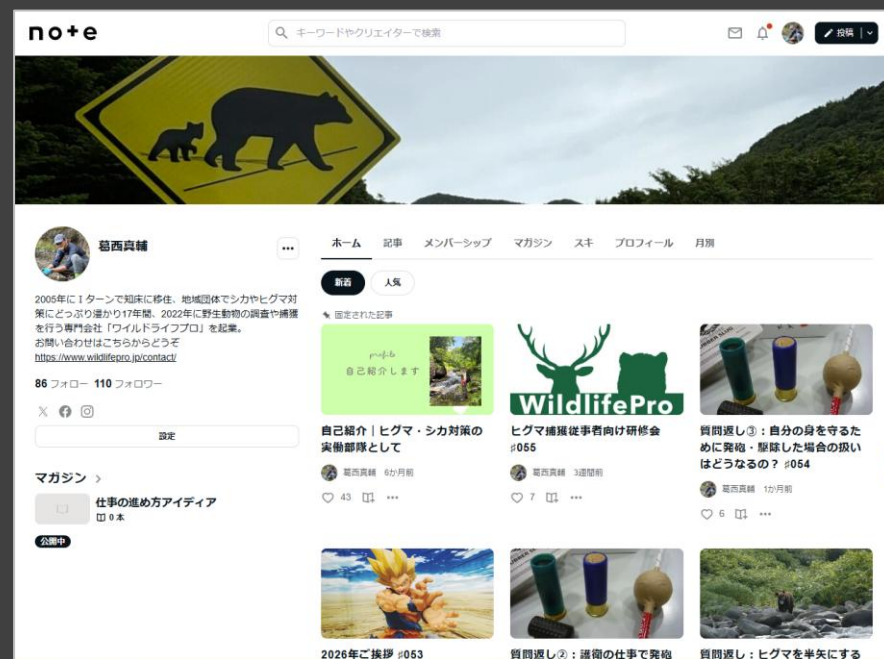 note
キーワードやクリエイターで検索
投稿
葛西真輔
ホーム 記事 メンバーシップ マガジン スキ プロフィール 月別
新着 人気
2005年にIターンで知床に移住、地域団体でシカやヒグマ対
策にどっぷり浸かり17年間、2022年に野生動物の調査や捕獲
を行う専門会社「ワイルドライフプロ」を起業。
お問い合わせはこちらからどうぞ
https://www.wildlifepro.jp/contact/
86 フォロー 110 フォロワー
設定
マガジン
仕事の進め方アイディア
0 本
公開中
固定された記事
profile
自己紹介します
自己紹介|ヒグマ・シカ対策の
実働部隊として
葛西真輔 6か月前
43
WildlifePro
ヒグマ捕獲従事者向け研修会
#055
葛西真輔 3週間前
7
質問返し③:自分の身を守るた
めに発砲・駆除した場合の扱い
はどうなるの? #054
葛西真輔 1か月前
6
2026年ご挨拶 #053
質問返し②:護衛の仕事で発砲
質問返し:ヒグマを半矢にする